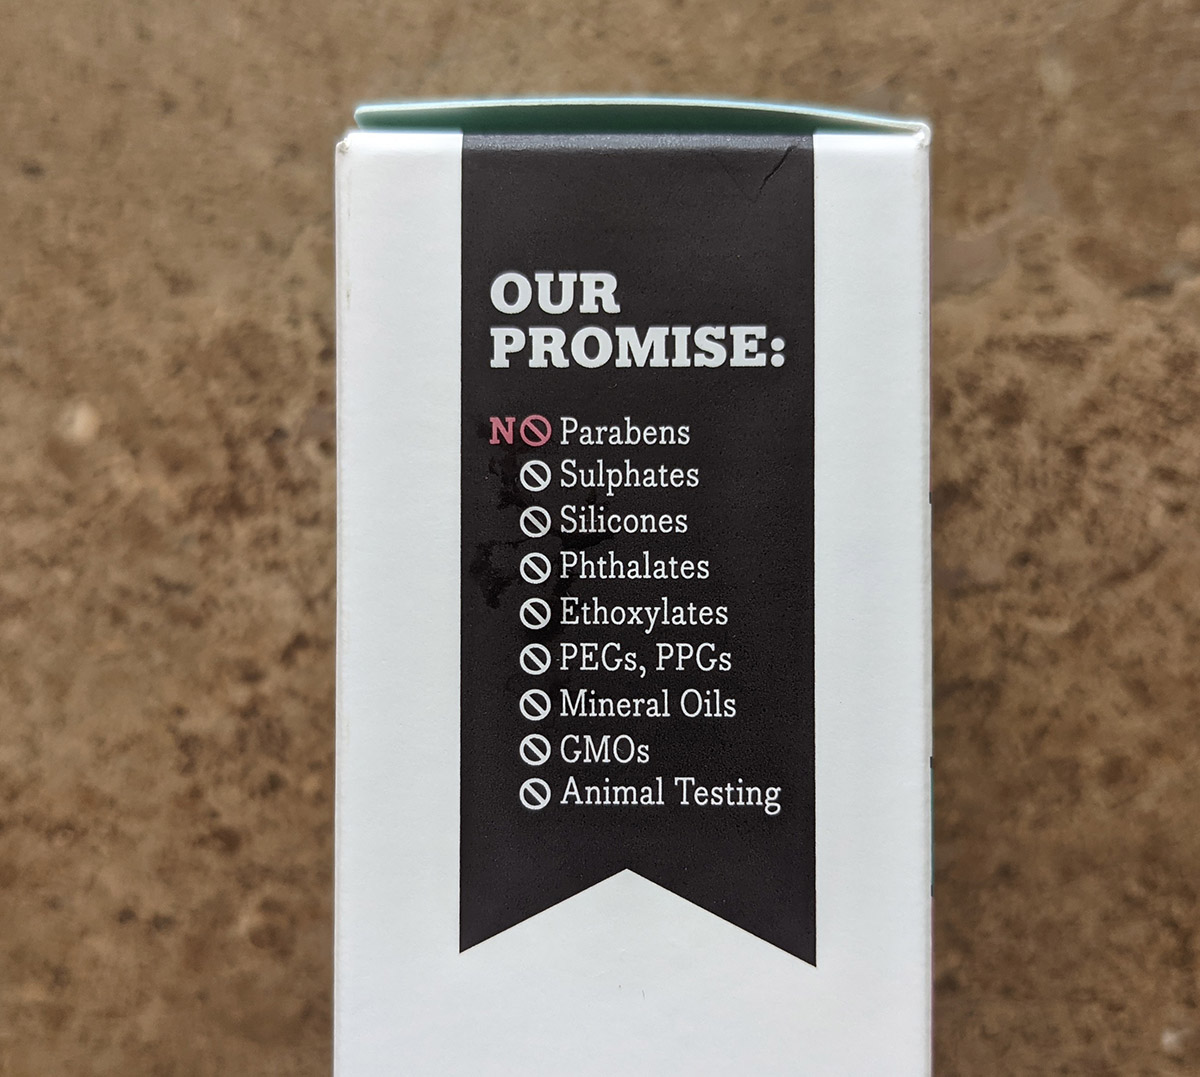 OUR
PROMISE:
NO Parabens
Sulphates
Silicones
Phthalates
Ethoxylates
PEGs, PPGs
Mineral Oils
GMOs
Animal Testing